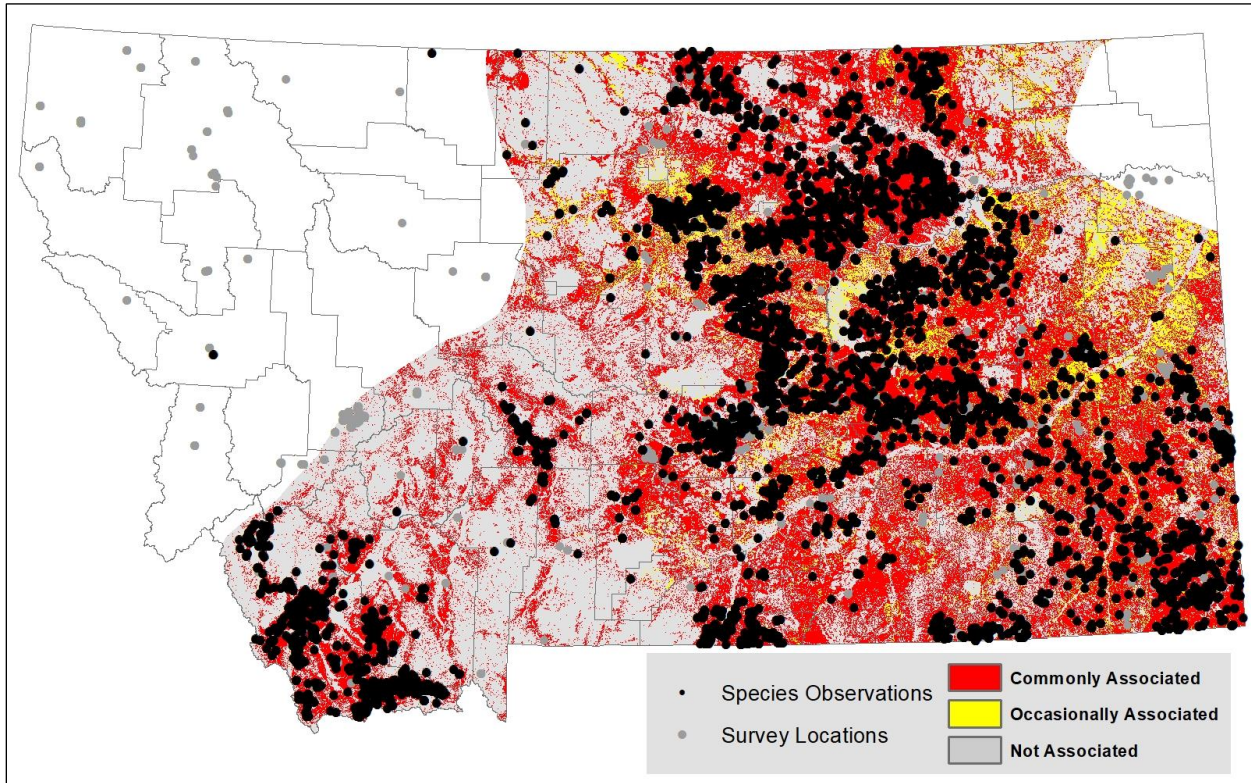 Species Observations
Survey Locations
Commonly Associated
Occasionally Associated
Not Associated